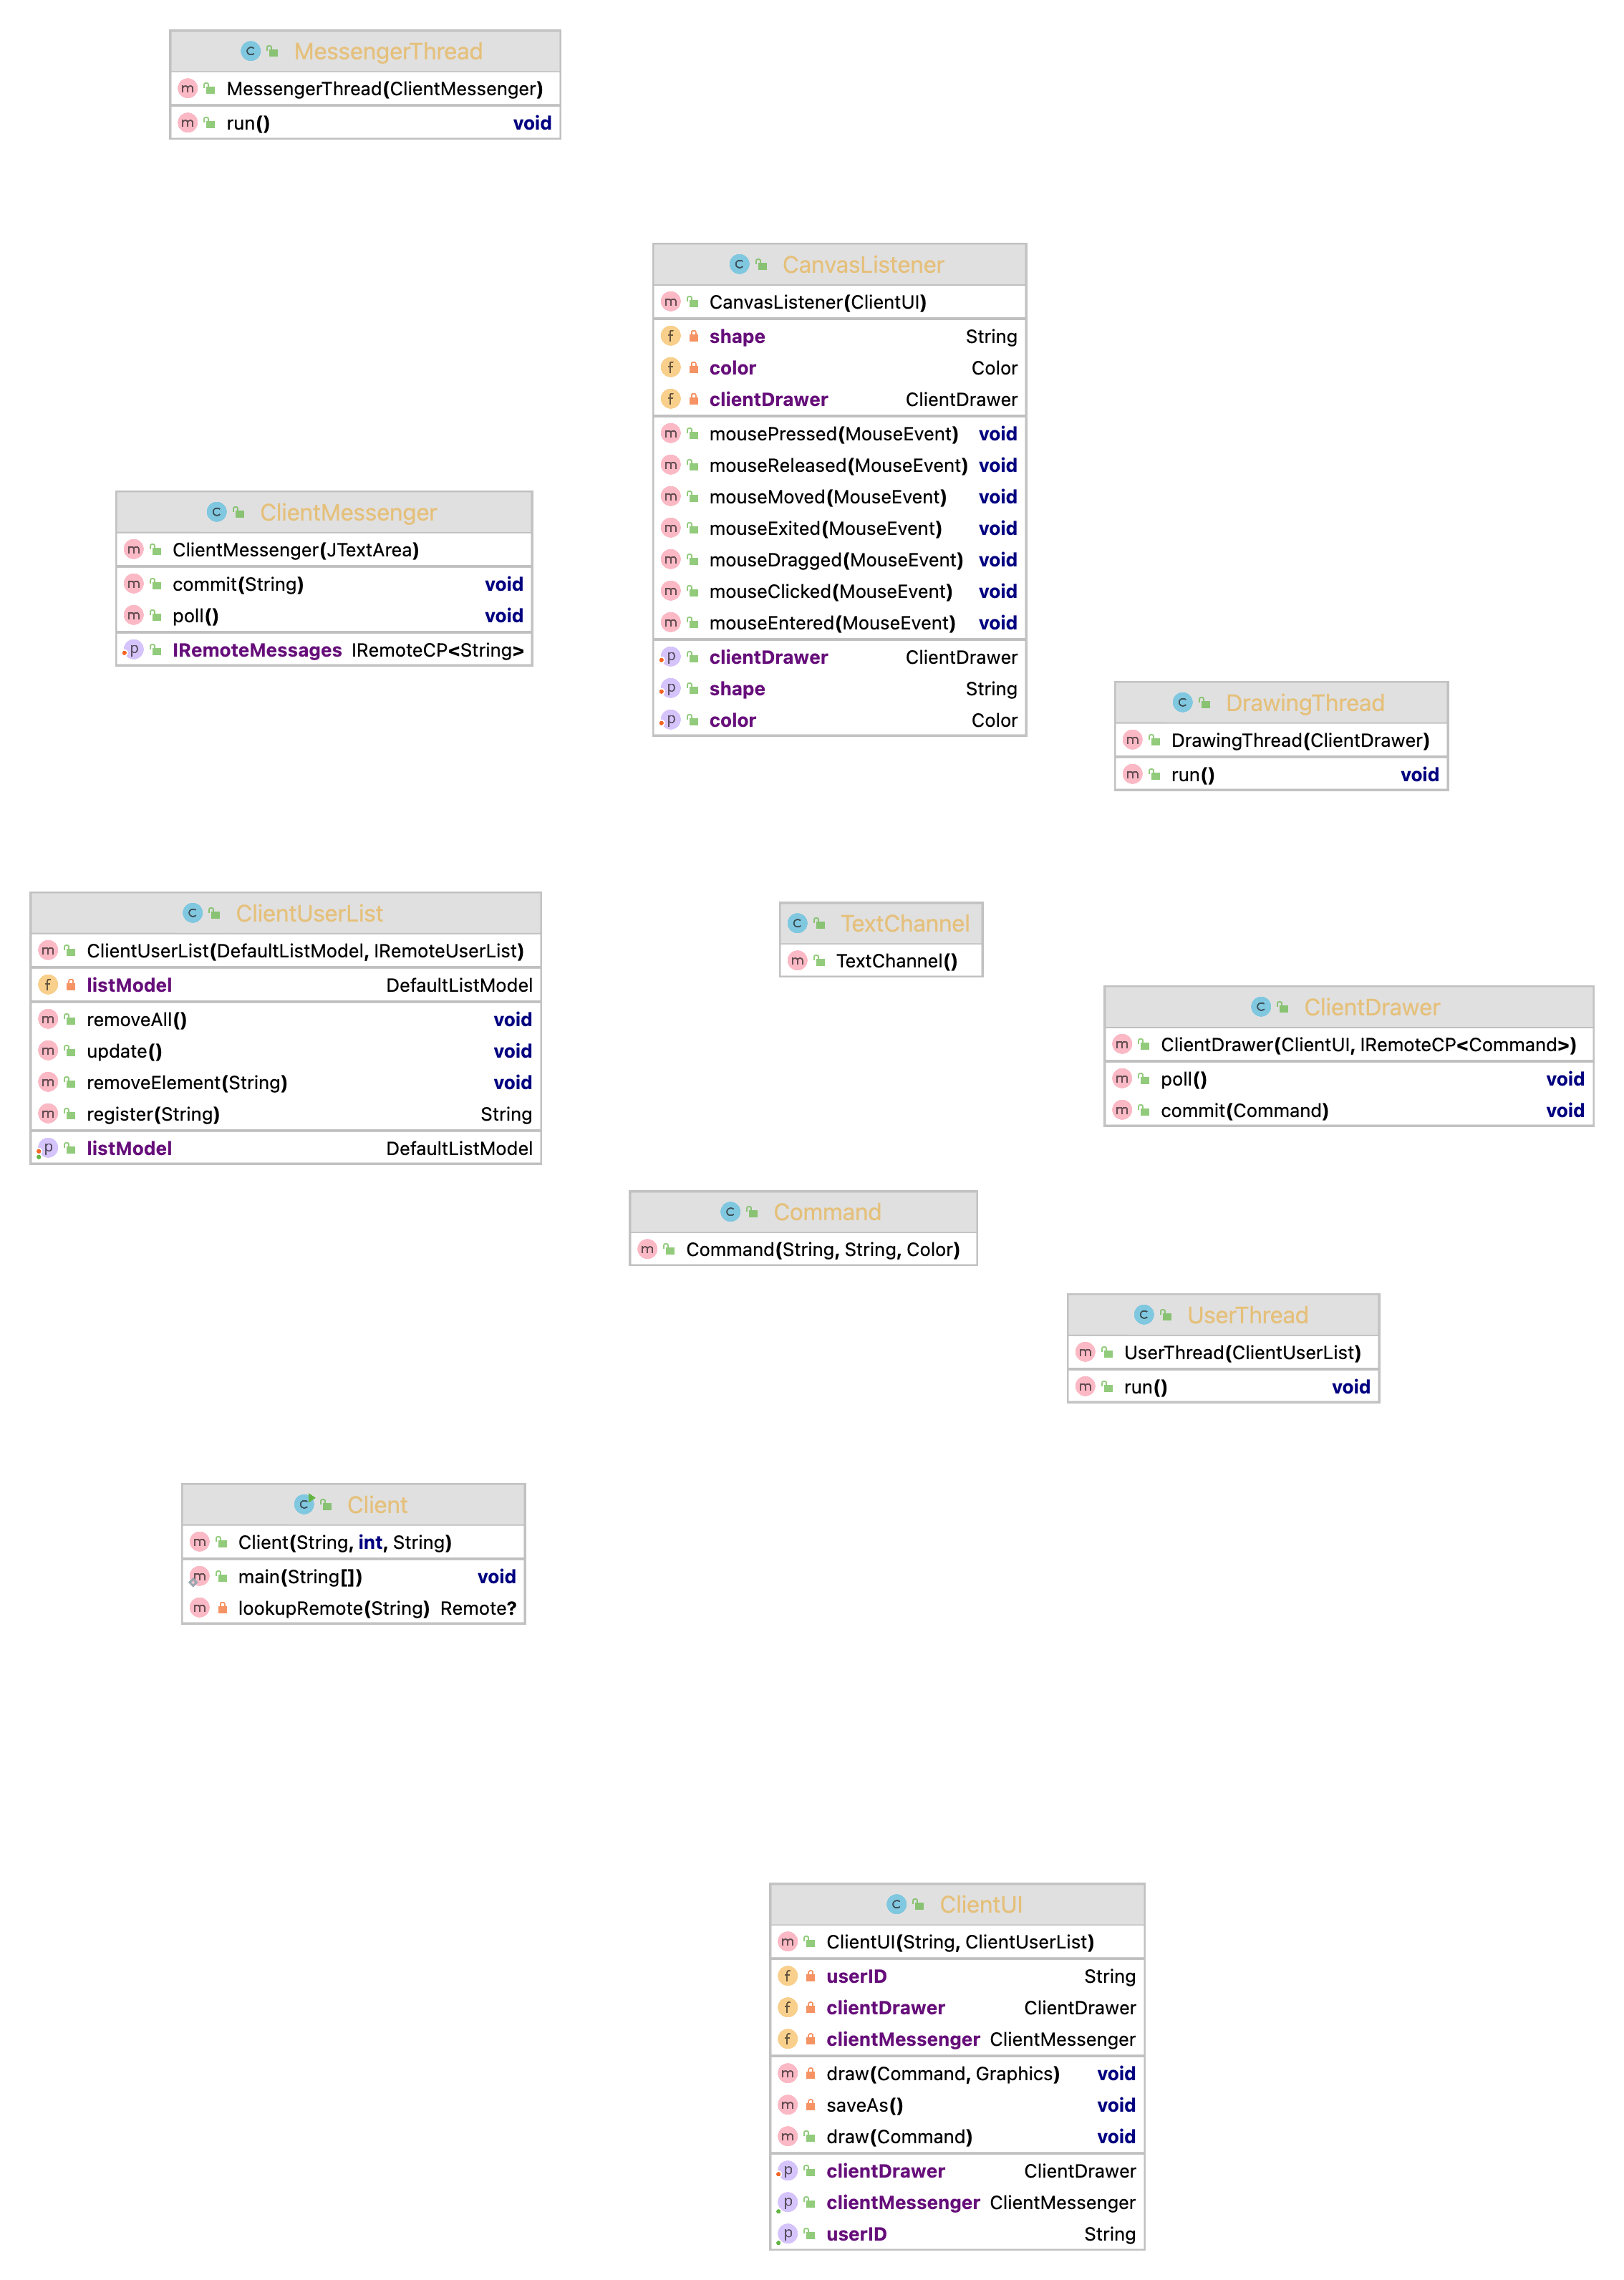 MessengerThread
MessengerThread(ClientMessenger)
run() void
CanvasListener
CanvasListener(ClientUI)
shape String
color Color
clientDrawer ClientDrawer
mousePressed(MouseEvent) void
mouseReleased(MouseEvent) void
mouseMoved(MouseEvent) void
mouseExited(MouseEvent) void
mouseDragged(MouseEvent) void
mouseClicked(MouseEvent) void
mouseEntered(MouseEvent) void
clientDrawer ClientDrawer
shape String
color Color
ClientMessenger
ClientMessenger(JTextArea)
commit(String) void
poll() void
IRemoteMessages IRemoteCP<String>
DrawingThread
DrawingThread(ClientDrawer)
run() void
ClientUserList
ClientUserList(DefaultListModel, IRemoteUserList)
listModel DefaultListModel
removeAll() void
update() void
removeElement(String) void
register(String) String
listModel DefaultListModel
TextChannel
TextChannel()
ClientDrawer
ClientDrawer(ClientUI, IRemoteCP<Command>)
poll() void
commit(Command) void
Command
Command(String, String, Color)
UserThread
UserThread(ClientUserList)
run() void
Client
Client(String, int, String)
main(String[]) void
lookupRemote(String) Remote?
ClientUI
ClientUI(String, ClientUserList)
userID String
clientDrawer ClientDrawer
clientMessenger ClientMessenger
draw(Command, Graphics) void
saveAs() void
draw(Command) void
clientDrawer ClientDrawer
clientMessenger ClientMessenger
userID String